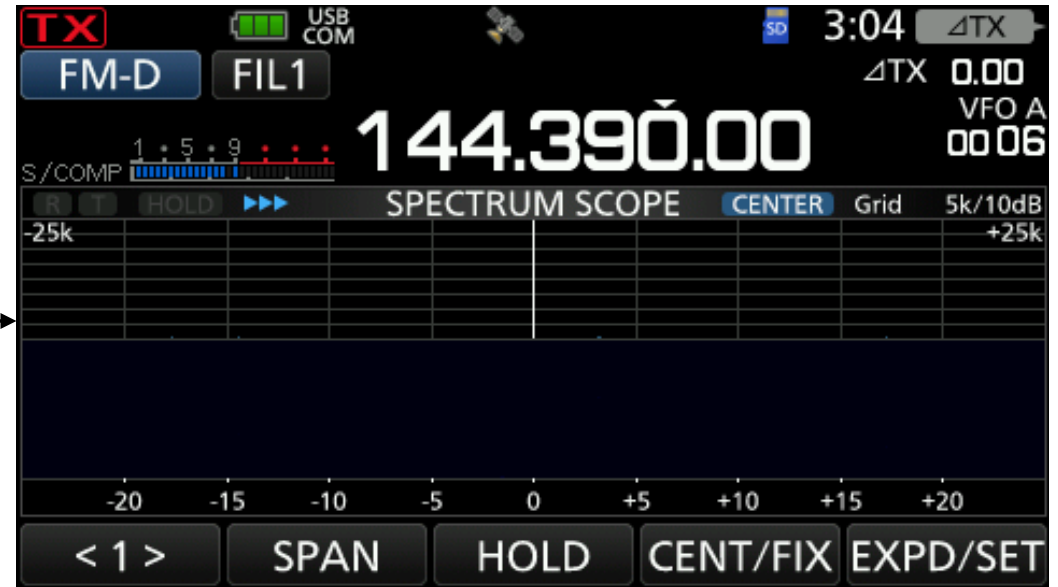 TX USB COM SD 3:04 ⊿TX
FM-D FIL1 ⊿TX 0.00
VFO A
144.390.00 00 06
1 • 5 • 9
S/COMP
R T HOLD SPECTRUM SCOPE CENTER Grid 5k/10dB
-25k +25k
-20 -15 -10 -5 0 +5 +10 +15 +20
< 1 > SPAN HOLD CENT/FIX EXPD/SET